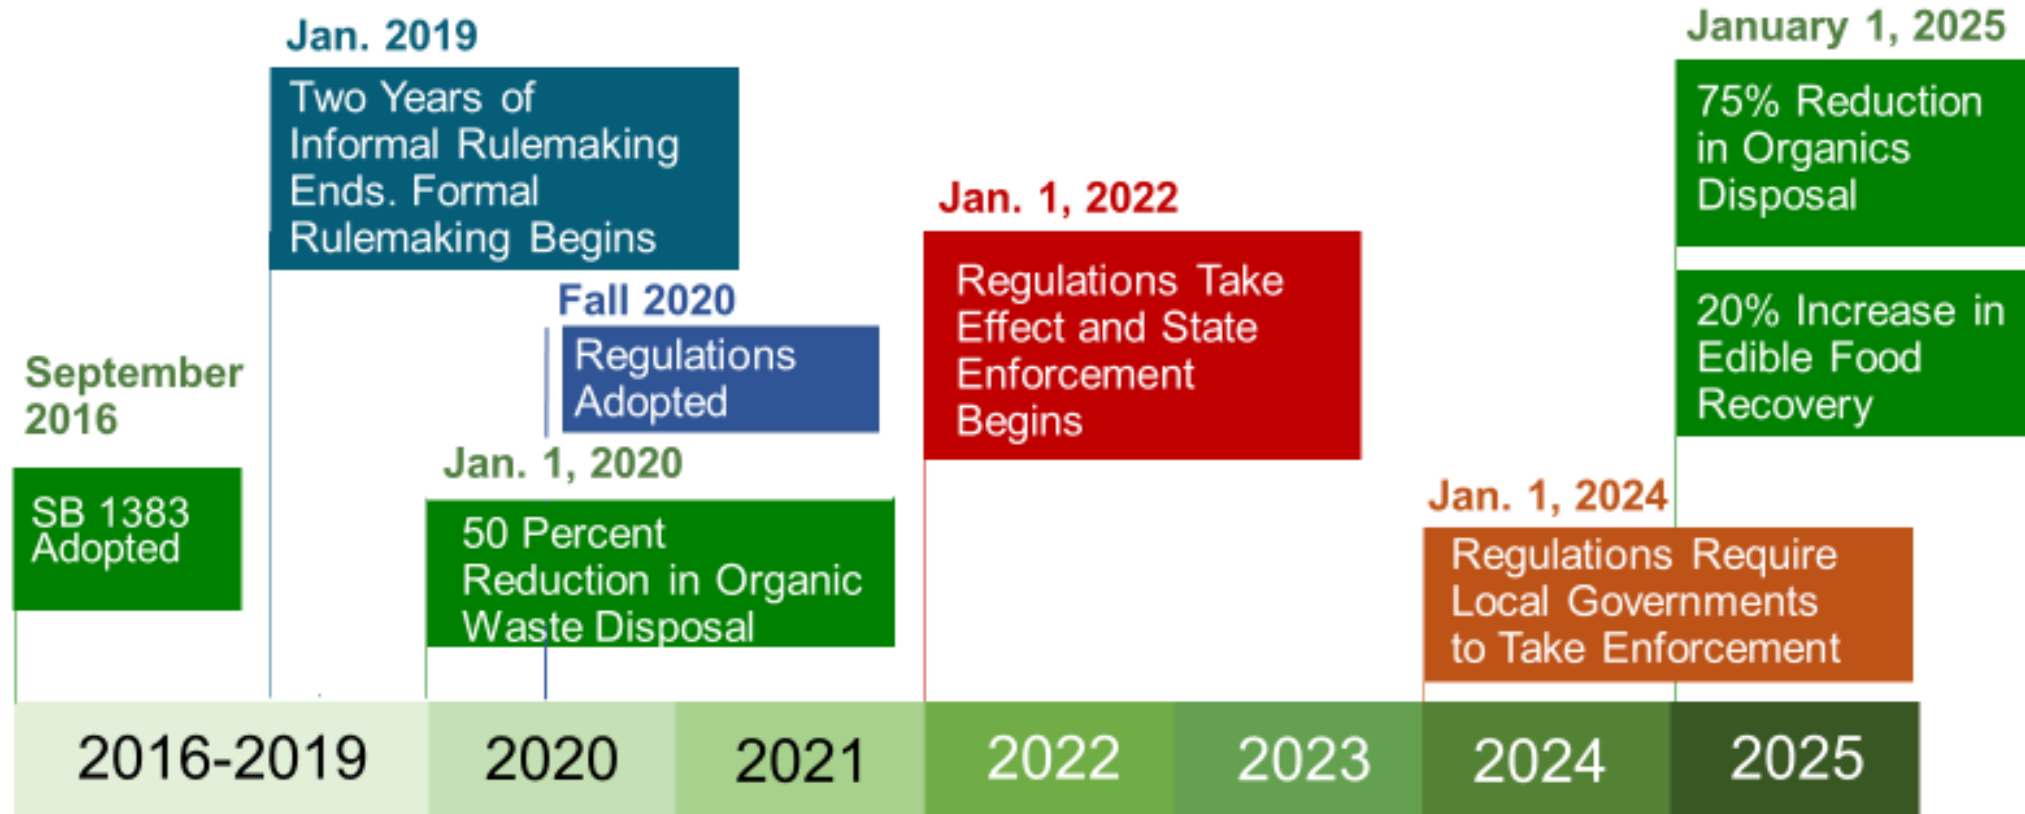 Jan. 2019
Two Years of
Informal Rulemaking
Ends. Formal
Rulemaking Begins
January 1, 2025
75% Reduction
in Organics
Disposal
20% Increase in
Edible Food
Recovery
Jan. 1, 2022
Regulations Take
Effect and State
Enforcement
Begins
Fall 2020
Regulations
Adopted
September
2016
SB 1383
Adopted
Jan. 1, 2020
50 Percent
Reduction in Organic
Waste Disposal
Jan. 1, 2024
Regulations Require
Local Governments
to Take Enforcement
2016-2019
2020
2021
2022
2023
2024
2025